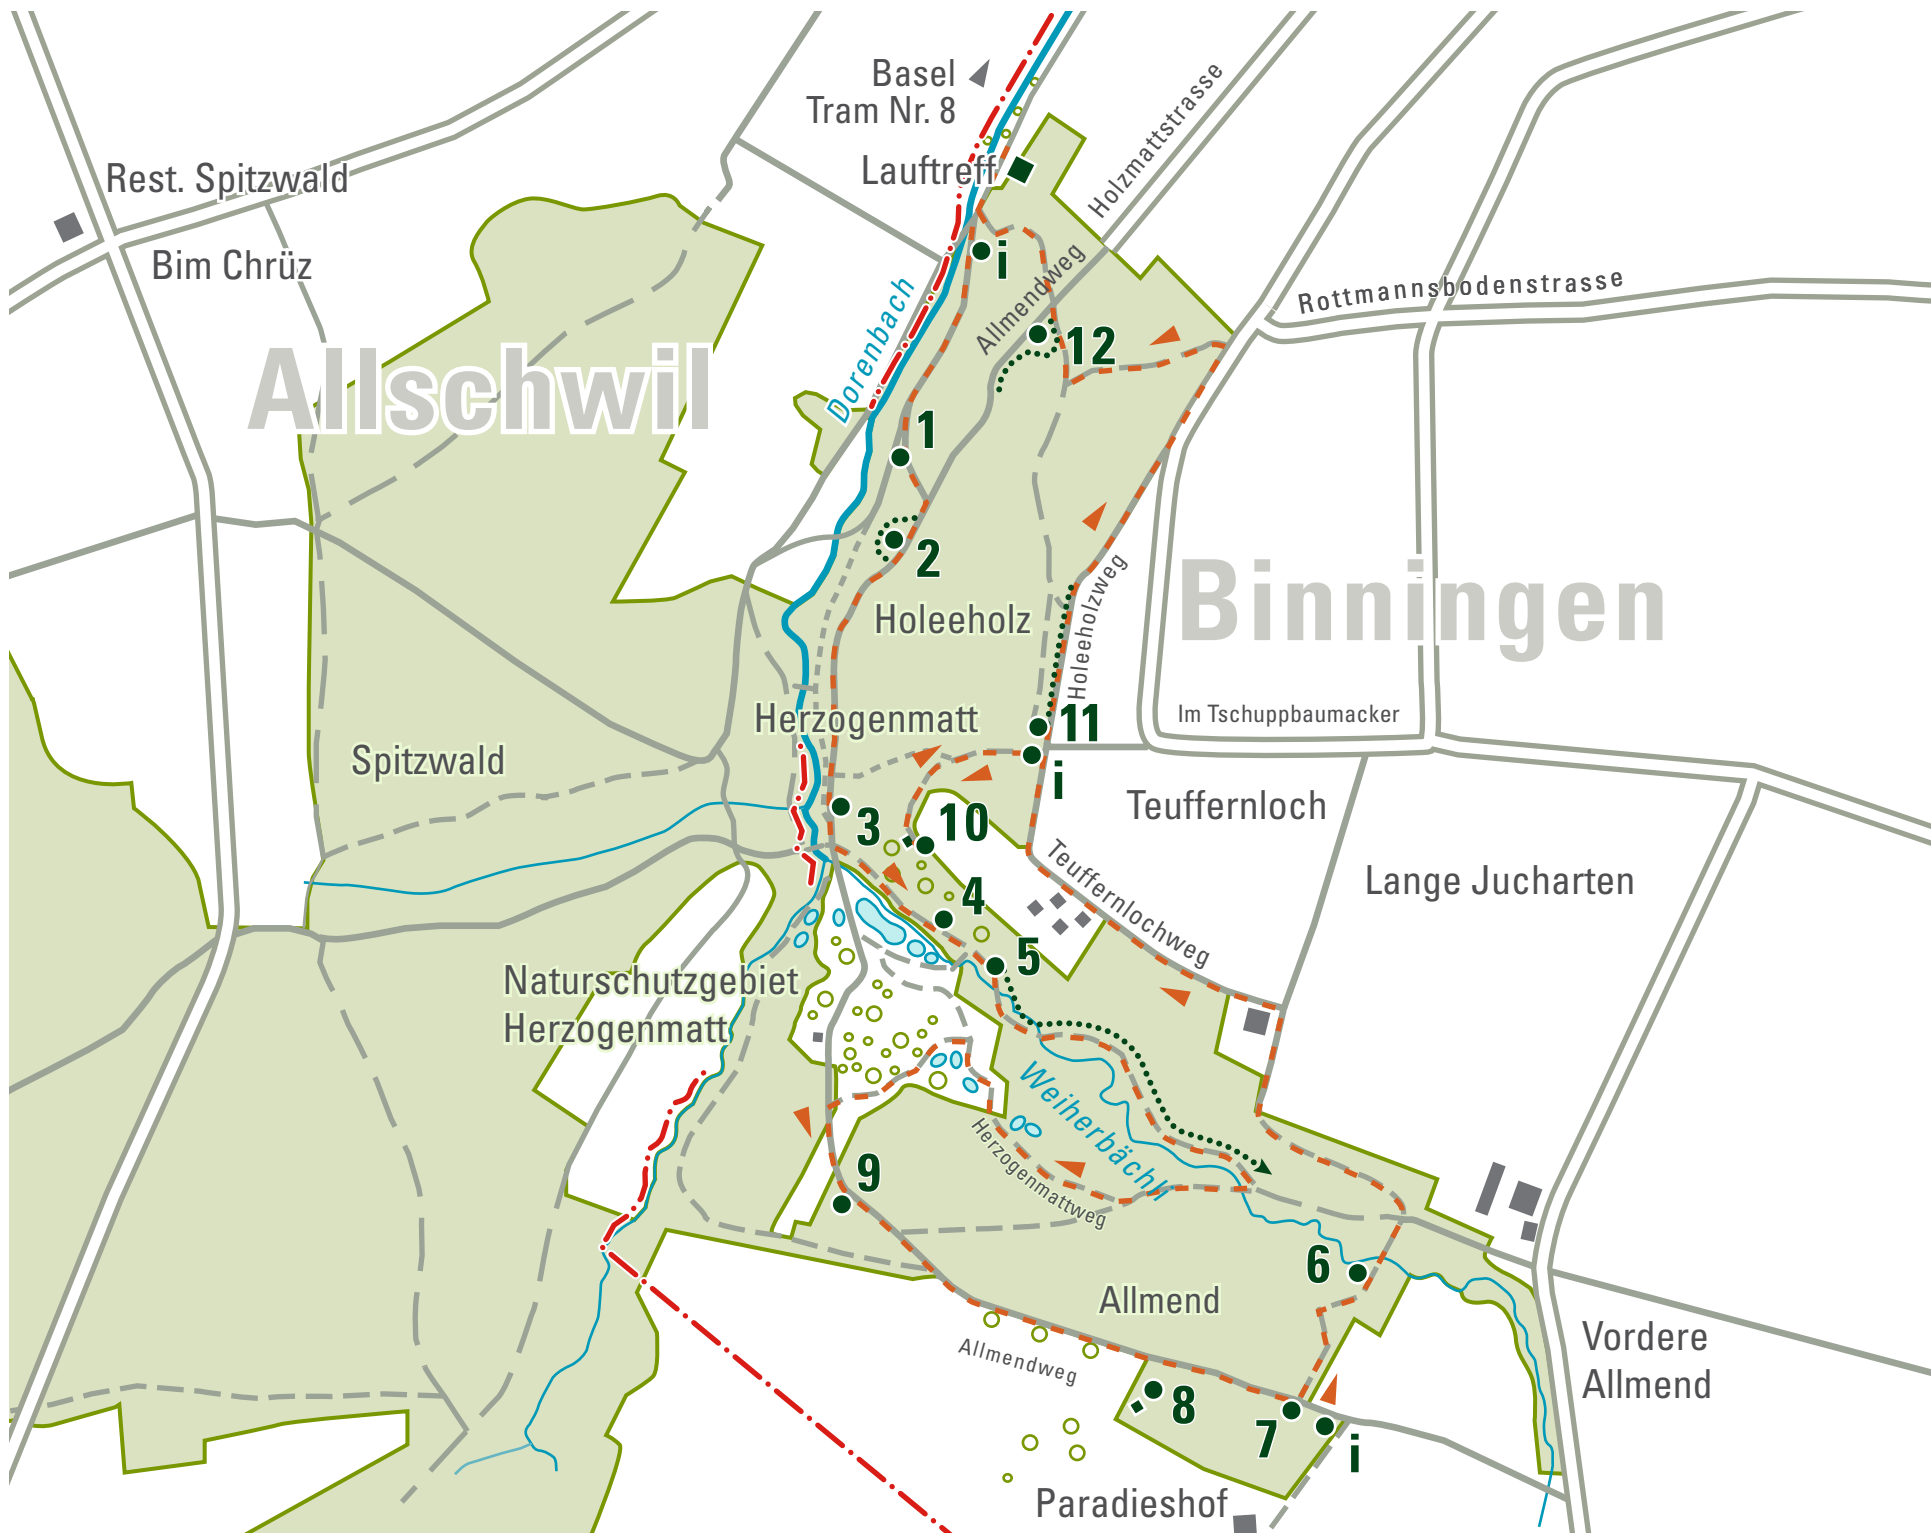 Basel
Tram Nr. 8
Lauftreff
Holzmattstrasse
Rest. Spitzwald
Bim Chrüz
i
Allmendweg
Rottmannsbodenstrasse
Dorenbach
12
Allschwil
1
2
Holeeholz
Holeeholzweg
Binningen
Herzogenmatt
11
Im Tschuppbaumacker
Spitzwald
i
Teuffernloch
3
10
Teuffernlochweg
Lange Jucharten
4
5
Naturschutzgebiet
Herzogenmatt
Weiherbächli
Herzogenmattweg
9
6
Allmend
Allmendweg
Vordere
Allmend
8
7
i
Paradieshof